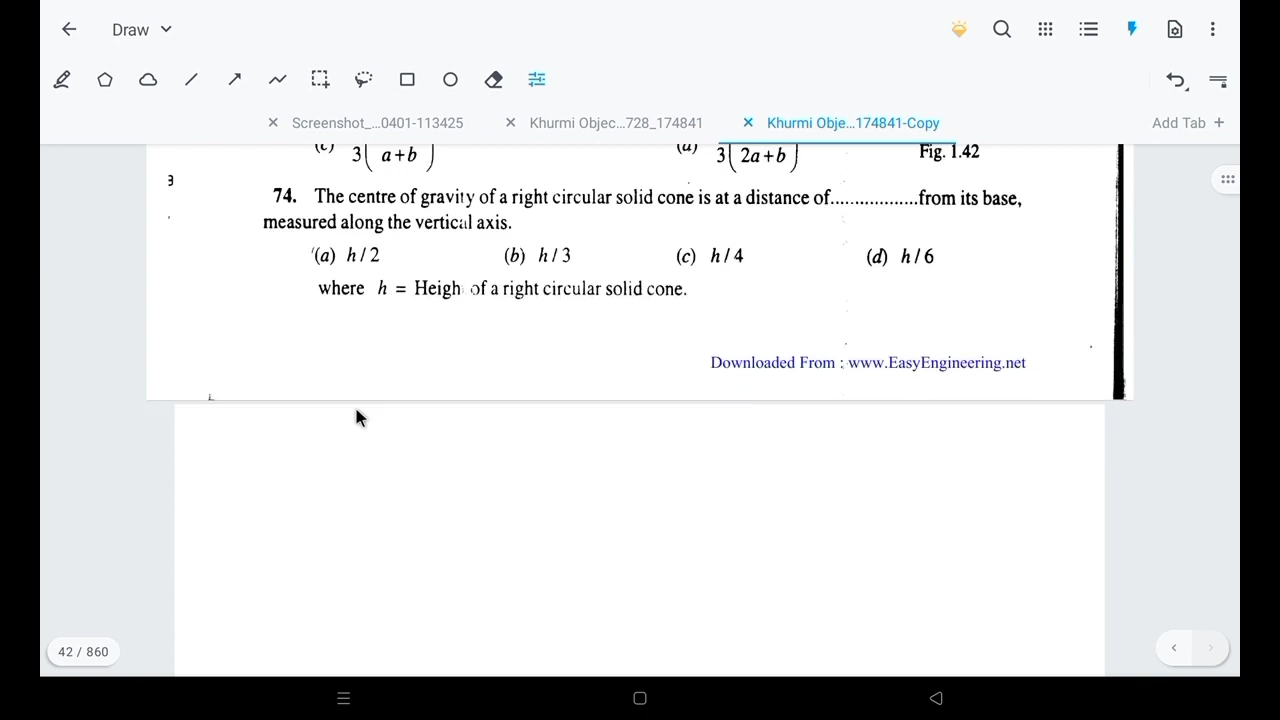 Draw
Screenshot_...0401-113425
Khurmi Objec...728_174841
Khurmi Obje...174841-Copy
Add Tab +
(c) 3( a+b )
(d) 3( 2a+b )
Fig. 1.42
3
74. The centre of gravity of a right circular solid cone is at a distance of..................from its base,
measured along the vertical axis.
(a) h / 2 (b) h / 3 (c) h / 4 (d) h / 6
where h = Heigh of a right circular solid cone.
Downloaded From : www.EasyEngineering.net
42 / 860